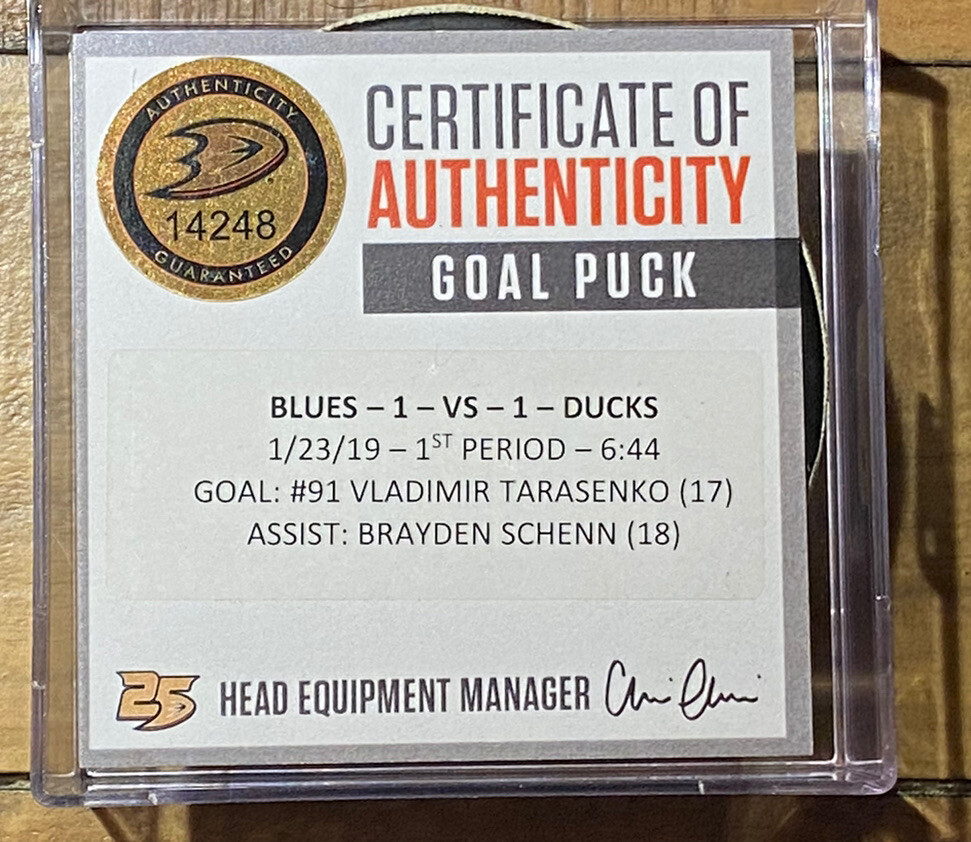 AUTHENTICITY
14248
GUARANTEED
CERTIFICATE OF
AUTHENTICITY
GOAL PUCK
BLUES – 1 – VS – 1 – DUCKS
1/23/19 – 1ST PERIOD – 6:44
GOAL: #91 VLADIMIR TARASENKO (17)
ASSIST: BRAYDEN SCHENN (18)
25 HEAD EQUIPMENT MANAGER